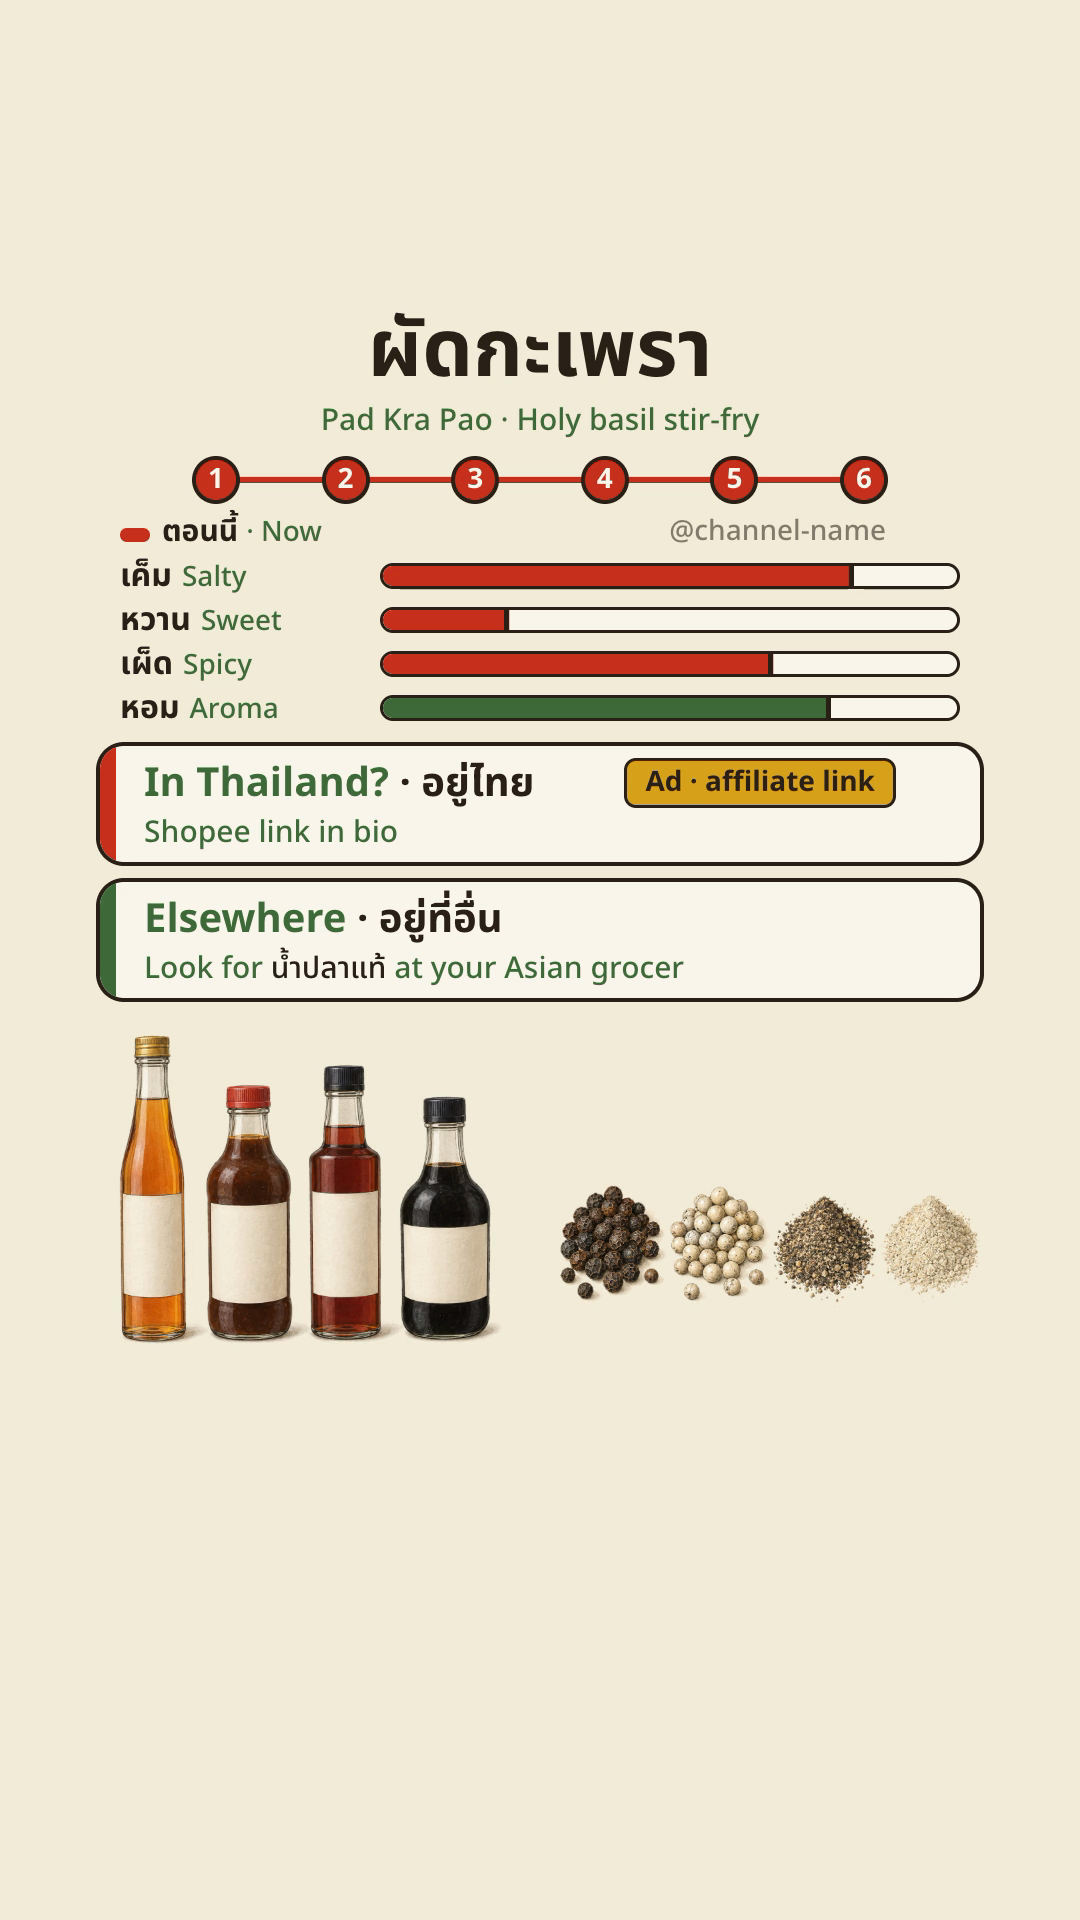 ผัดกะเพรา
Pad Kra Pao · Holy basil stir-fry
1 2 3 4 5 6
ตอนนี้ · Now @channel-name
เค็ม Salty
หวาน Sweet
เผ็ด Spicy
หอม Aroma
In Thailand? · อยู่ไทย Ad · affiliate link
Shopee link in bio
Elsewhere · อยู่ที่อื่น
Look for น้ำปลาแท้ at your Asian grocer